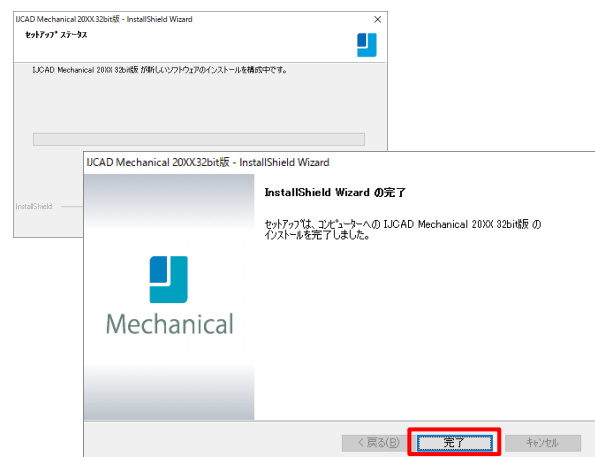 IJCAD Mechanical 20XX 32bit版 - InstallShield Wizard
セットアップ ステータス
IJCAD Mechanical 20XX 32bit版 が新しいソフトウェアのインストールを構成中です。
InstallShield
IJCAD Mechanical 20XX32bit版 - InstallShield Wizard
InstallShield Wizard の完了
セットアップは、コンピューターへの IJCAD Mechanical 20XX 32bit版 の
インストールを完了しました。
Mechanical
< 戻る(B)
完了
キャンセル